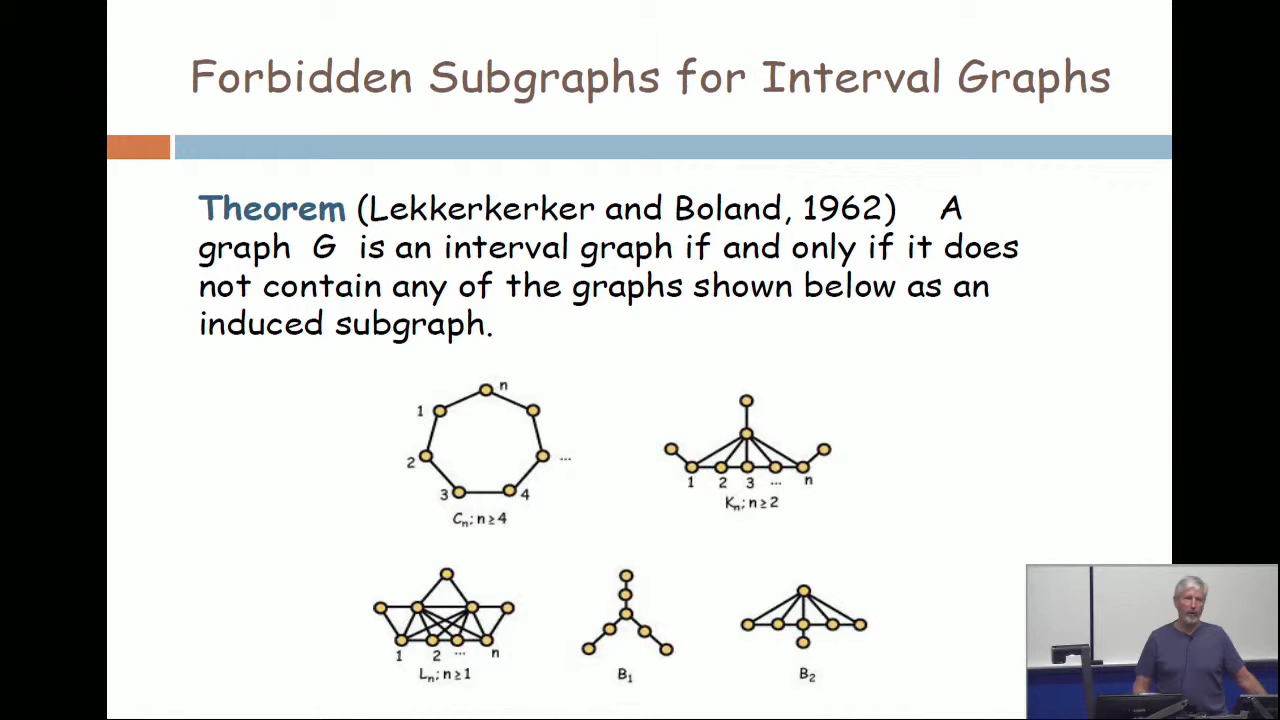 Forbidden Subgraphs for Interval Graphs
Theorem (Lekkerkerker and Boland, 1962) A
graph G is an interval graph if and only if it does
not contain any of the graphs shown below as an
induced subgraph.
n
1
2
3
4
...
Cₙ; n ≥ 4
1 2 3 ... n
Kₙ; n ≥ 2
1 2 ... n
Lₙ; n ≥ 1
B₁
B₂